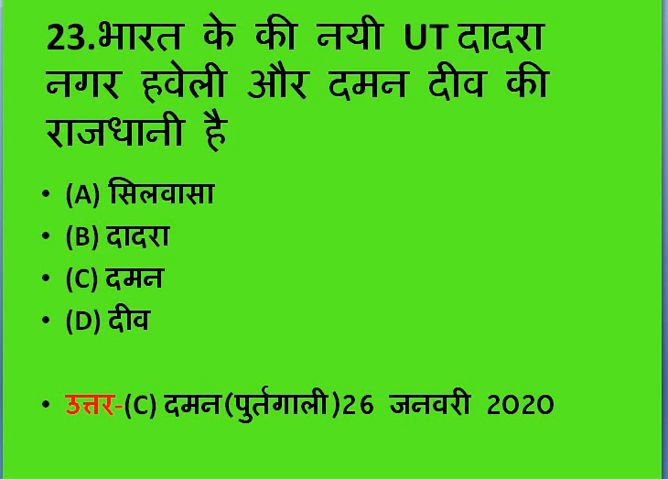 23.भारत के की नयी UT दादरा
नगर हवेली और दमन दीव की
राजधानी है
• (A) सिलवासा
• (B) दादरा
• (C) दमन
• (D) दीव
• उत्तर-(C) दमन(पुर्तगाली)26 जनवरी 2020